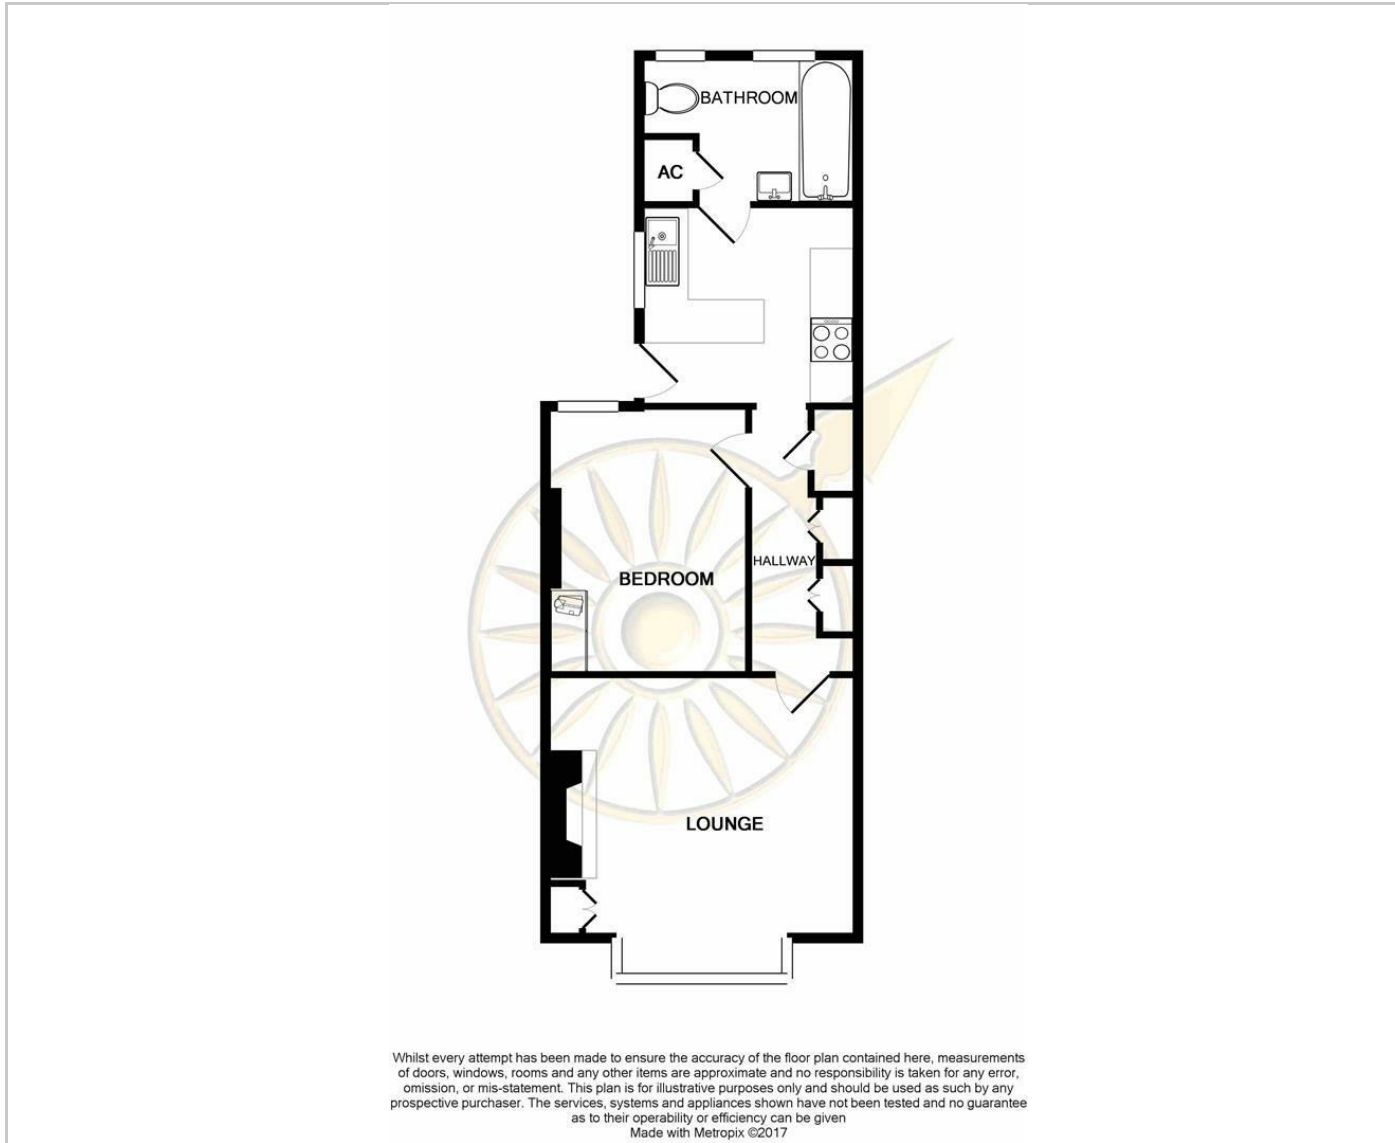 BATHROOM
AC
HALLWAY
BEDROOM
LOUNGE
Whilst every attempt has been made to ensure the accuracy of the floor plan contained here, measurements
of doors, windows, rooms and any other items are approximate and no responsibility is taken for any error,
omission, or mis-statement. This plan is for illustrative purposes only and should be used as such by any
prospective purchaser. The services, systems and appliances shown have not been tested and no guarantee
as to their operability or efficiency can be given
Made with Metropix ©2017